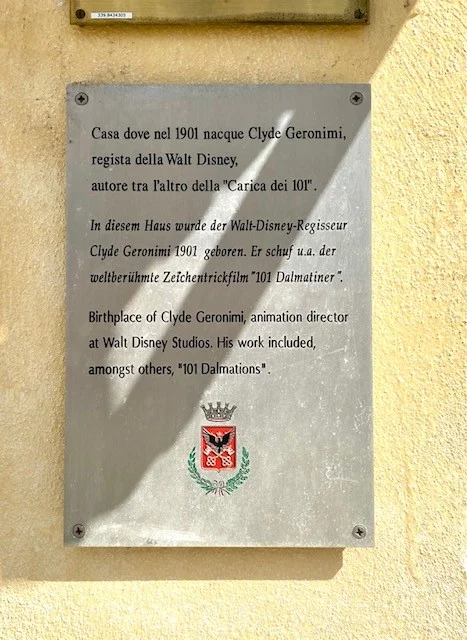 339.8434305
Casa dove nel 1901 nacque Clyde Geronimi,
regista della Walt Disney,
autore tra l'altro della "Carica dei 101".
In diesem Haus wurde der Walt-Disney-Regisseur
Clyde Geronimi 1901 geboren. Er schuf u.a. der
weltberühmte Zeichentrickfilm "101 Dalmatiner".
Birthplace of Clyde Geronimi, animation director
at Walt Disney Studios. His work included,
amongst others, "101 Dalmations".